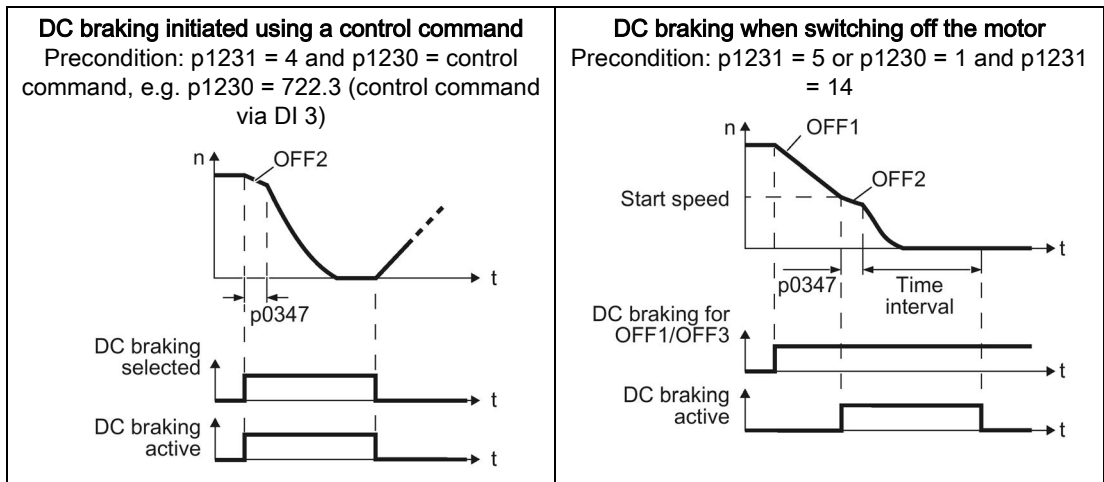 DC braking initiated using a control command
Precondition: p1231 = 4 and p1230 = control
command, e.g. p1230 = 722.3 (control command
via DI 3)
n
OFF2
t
p0347
DC braking
selected
t
DC braking
active
t
DC braking when switching off the motor
Precondition: p1231 = 5 or p1230 = 1 and p1231
= 14
n
OFF1
OFF2
Start speed
t
p0347
Time
interval
DC braking for
OFF1/OFF3
t
DC braking
active
t